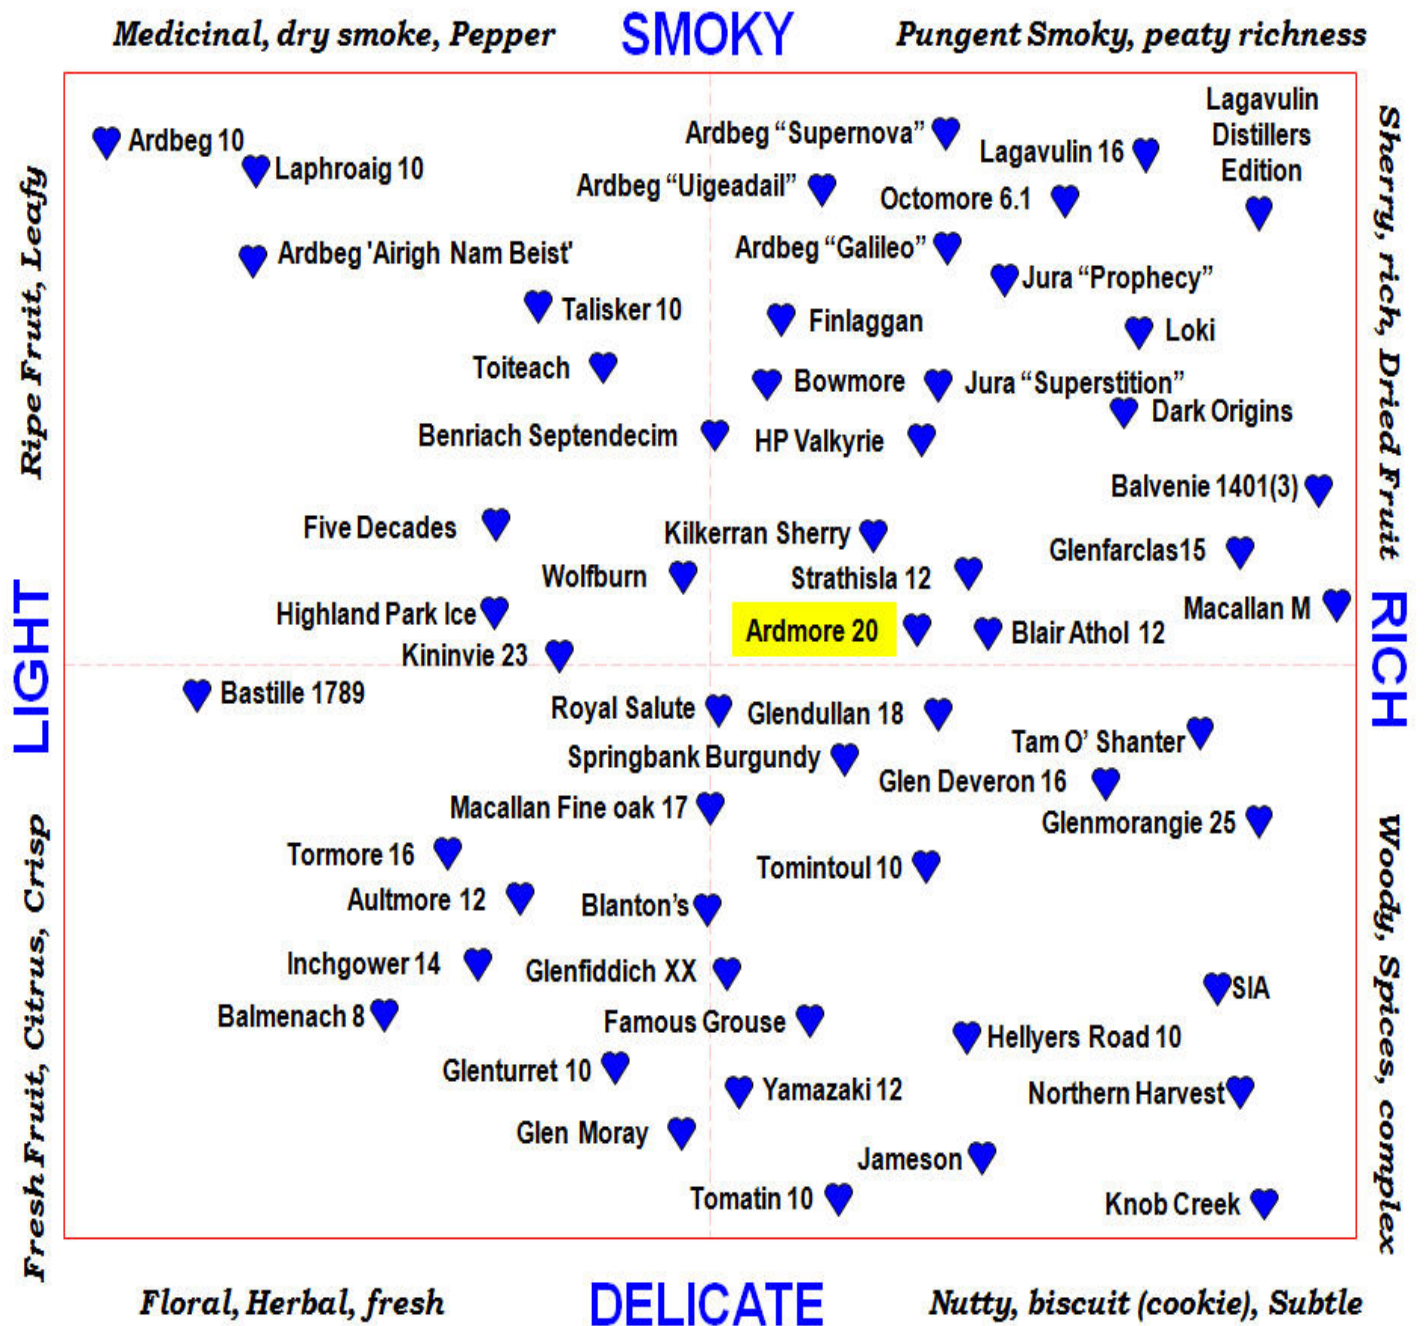 Medicinal, dry smoke, Pepper
SMOKY
Pungent Smoky, peaty richness
Ripe Fruit, Leafy
LIGHT
Fresh Fruit, Citrus, Crisp
Sherry, rich, Dried Fruit
RICH
Woody, Spices, complex
Lagavulin
Distillers
Edition
Ardbeg 10
Ardbeg “Supernova”
Lagavulin 16
Laphroaig 10
Ardbeg “Uigeadail”
Octomore 6.1
Ardbeg 'Airigh Nam Beist'
Ardbeg “Galileo”
Jura “Prophecy”
Talisker 10
Finlaggan
Loki
Toiteach
Bowmore
Jura “Superstition”
Dark Origins
Benriach Septendecim
HP Valkyrie
Balvenie 1401(3)
Five Decades
Kilkerran Sherry
Glenfarclas15
Wolfburn
Strathisla 12
Highland Park Ice
Macallan M
Ardmore 20
Blair Athol 12
Kininvie 23
Bastille 1789
Royal Salute
Glendullan 18
Tam O’ Shanter
Springbank Burgundy
Glen Deveron 16
Macallan Fine oak 17
Glenmorangie 25
Tormore 16
Tomintoul 10
Aultmore 12
Blanton’s
Inchgower 14
Glenfiddich XX
SIA
Balmenach 8
Famous Grouse
Hellyers Road 10
Glenturret 10
Yamazaki 12
Northern Harvest
Glen Moray
Jameson
Tomatin 10
Knob Creek
Floral, Herbal, fresh
DELICATE
Nutty, biscuit (cookie), Subtle